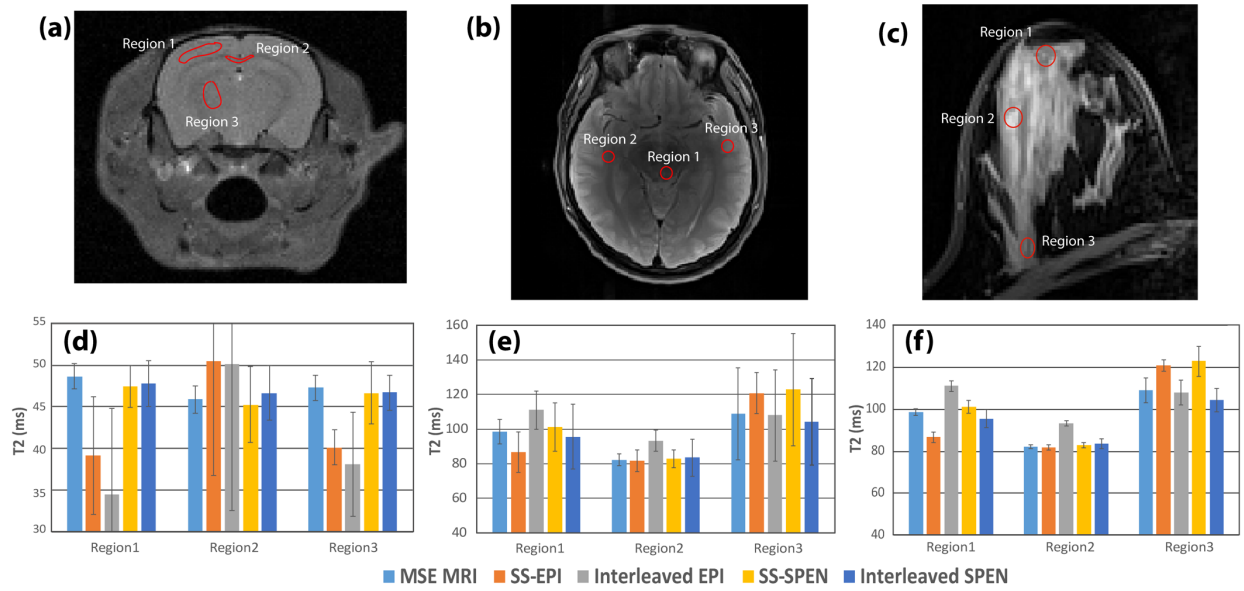 (a)
Region 1
Region 2
Region 3
(b)
Region 2
Region 3
Region 1
(c)
Region 1
Region 2
Region 3
(d)
T2 (ms)
55
50
45
40
35
30
Region1 Region2 Region3
(e)
T2 (ms)
160
140
120
100
80
60
40
Region1 Region2 Region3
(f)
T2 (ms)
140
120
100
80
60
40
Region1 Region2 Region3
MSE MRI SS-EPI Interleaved EPI SS-SPEN Interleaved SPEN